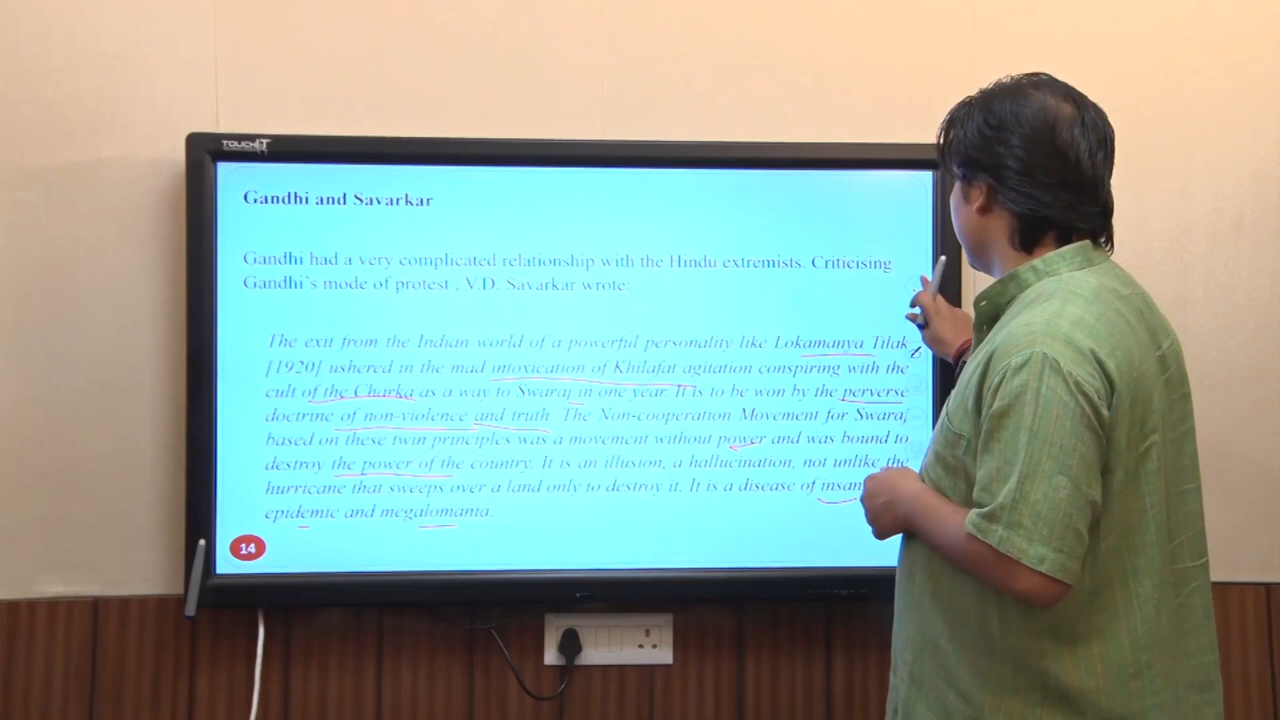 TOUCHIT
Gandhi and Savarkar
Gandhi had a very complicated relationship with the Hindu extremists. Criticising
Gandhi's mode of protest , V.D. Savarkar wrote:
The exit from the Indian world of a powerful personality like Lokamanya Tilak
[1920] ushered in the mad intoxication of Khilafat agitation conspiring with the
cult of the Charka as a way to Swaraj in one year. It is to be won by the perverse
doctrine of non-violence and truth. The Non-cooperation Movement for Swaraj
based on these twin principles was a movement without power and was bound to
destroy the power of the country. It is an illusion, a hallucination, not unlike the
hurricane that sweeps over a land only to destroy it. It is a disease of
epidemic and megalomania.
14